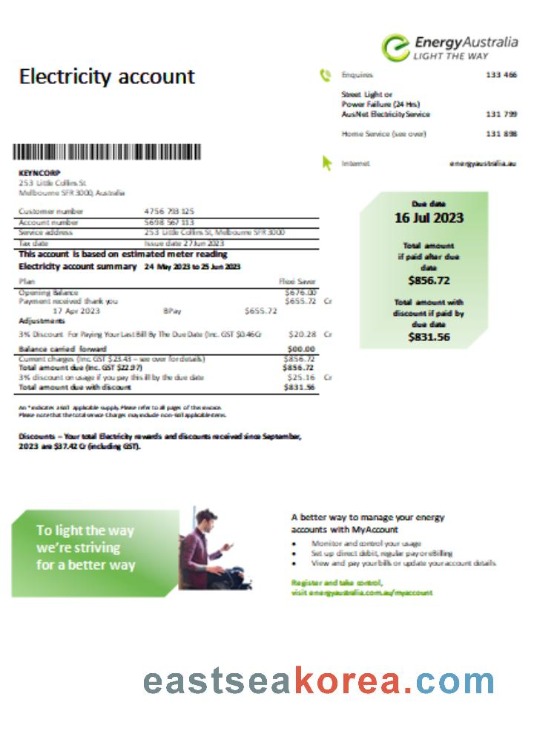 EnergyAustralia
LIGHT THE WAY
Electricity account
Enquires 133 466
Street Light or
Power Failure (24 Hrs)
AusNet Electricity Service 131 799
Home Service (see over) 131 898
Internet energyaustralia.au
KEYNCORP
253 Little Collins St
Melbourne SFR 3000, Australia
Customer number 4756 793 125
Account number 5698 567 113
Service address 253 Little Collins St, Melbourne SFR 3000
Tax date Issue date 27 Jun 2023
This account is based on estimated meter reading
Electricity account summary 24 May 2023 to 25 Jun 2023
Plan Flexi Saver
Opening Balance $676.00
Payment received thank you $655.72 Cr
17 Apr 2023 BPay $655.72
Adjustments
3% Discount For Paying Your Last Bill By The Due Date (Inc. GST $0.46Cr $20.28 Cr
Balance carried forward $00.00
Current charges (Inc. GST $23.43 – see over for details) $856.72
Total amount due (Inc. GST $22.97) $856.72
3% discount on usage if you pay this bill by the due date $25.16 Cr
Total amount due with discount $831.56
An * indicates a sell applicable supply. Please refer to all pages of this invoice.
Please note that the total service Charges may include non-sell applicable items.
Discounts – Your total Electricity rewards and discounts received since September,
2023 are $37.42 Cr (including GST).
Due date
16 Jul 2023
Total amount
if paid after due
date
$856.72
Total amount with
discount if paid by
due date
$831.56
To light the way
we're striving
for a better way
A better way to manage your energy
accounts with MyAccount
• Monitor and control your usage
• Set up direct debit, regular pay or eBilling
• View and pay your bills or update your account details
Register and take control,
visit energyaustralia.com.au/myaccount
eastseakorea.com